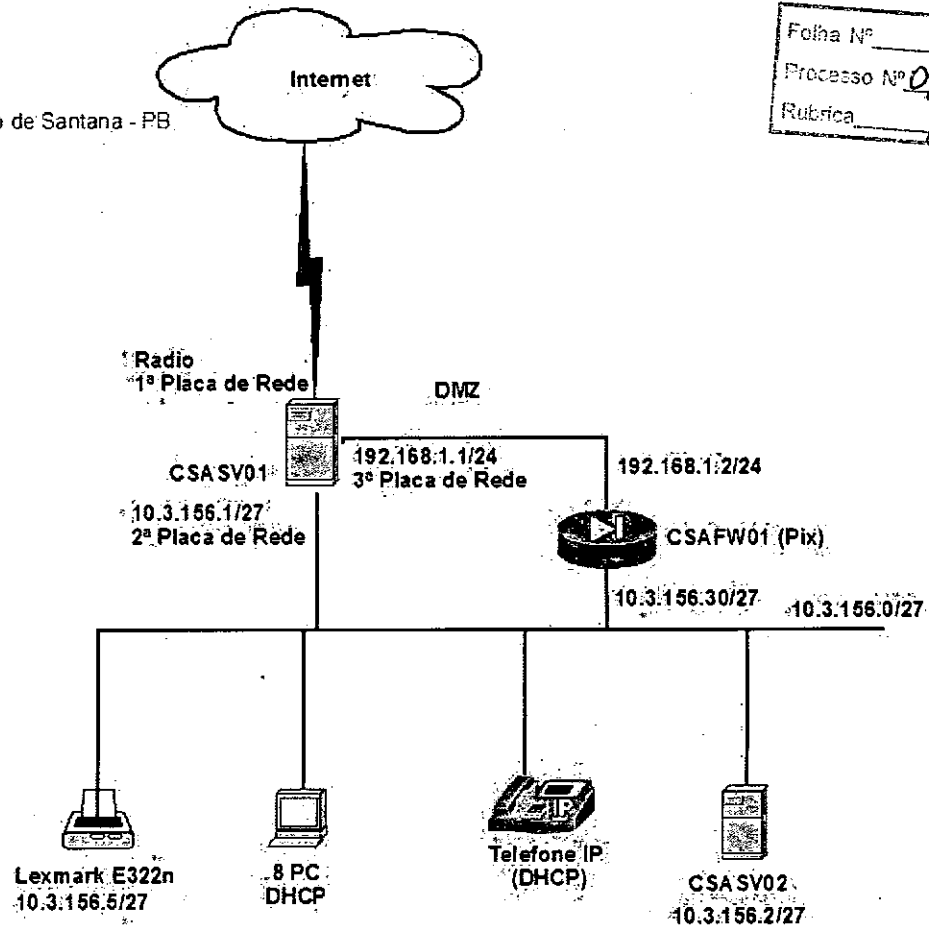 Folha Nº
Processo Nº
Rubrica
Internet
de Santana - PB
Radio
1ª Placa de Rede
DMZ
CSASV01
192.168.1.1/24
3ª Placa de Rede
192.168.1.2/24
10.3.156.1/27
2ª Placa de Rede
CSAFW01 (Pix)
10.3.156.30/27
10.3.156.0/27
IP
Lexmark E322n
10.3.156.5/27
8 PC
DHCP
Telefone IP
(DHCP)
CSASV02
10.3.156.2/27